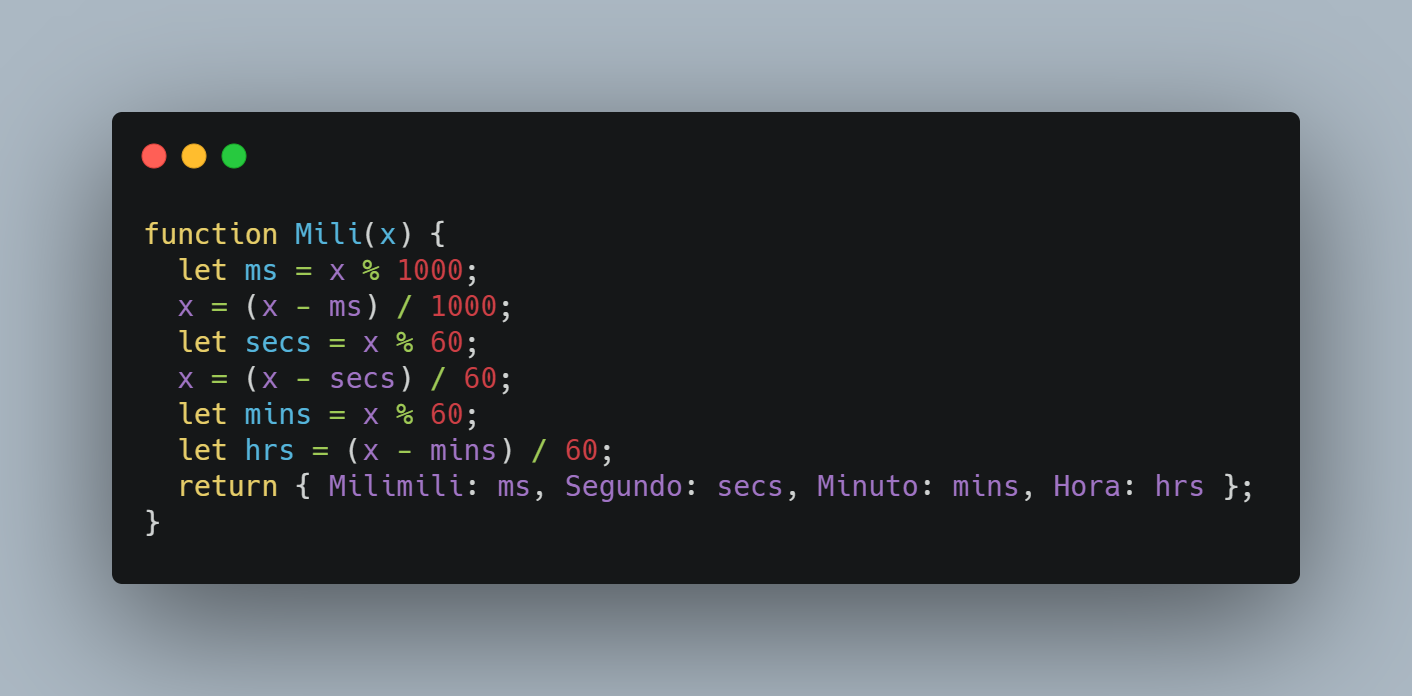 function Mili(x) {
  let ms = x % 1000;
  x = (x - ms) / 1000;
  let secs = x % 60;
  x = (x - secs) / 60;
  let mins = x % 60;
  let hrs = (x - mins) / 60;
  return { Milimili: ms, Segundo: secs, Minuto: mins, Hora: hrs };
}